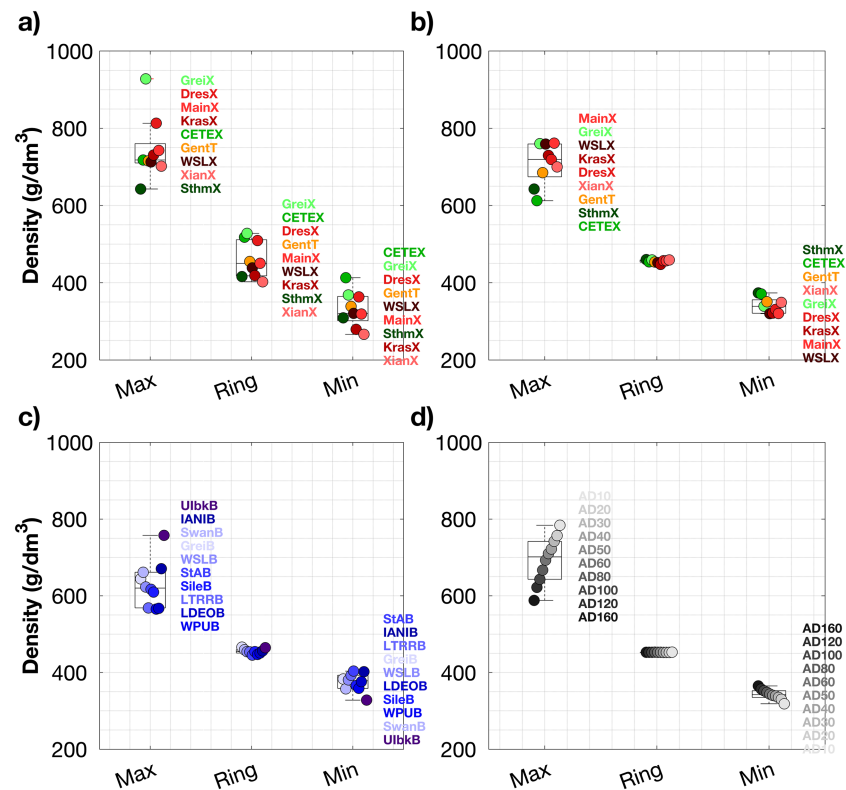 a)
Density (g/dm3)
1000
800
600
400
200
GreiX
DresX
MainX
KrasX
CETEX
GentT
WSLX
XianX
SthmX
GreiX
CETEX
DresX
GentT
MainX
WSLX
KrasX
SthmX
XianX
CETEX
GreiX
DresX
GentT
WSLX
MainX
SthmX
KrasX
XianX
Max
Ring
Min
b)
1000
800
600
400
200
MainX
GreiX
WSLX
KrasX
DresX
XianX
GentT
SthmX
CETEX
SthmX
CETEX
GentT
XianX
GreiX
DresX
KrasX
MainX
WSLX
Max
Ring
Min
c)
Density (g/dm3)
1000
800
600
400
200
UIbkB
IANIB
SwanB
GreiB
WSLB
StAB
SileB
LTRRB
LDEOB
WPUB
StAB
IANIB
LTRRB
GreiB
WSLB
LDEOB
SileB
WPUB
SwanB
UIbkB
Max
Ring
Min
d)
1000
800
600
400
200
AD10
AD20
AD30
AD40
AD50
AD60
AD80
AD100
AD120
AD160
AD160
AD120
AD100
AD80
AD60
AD50
AD40
AD30
AD20
AD10
Max
Ring
Min